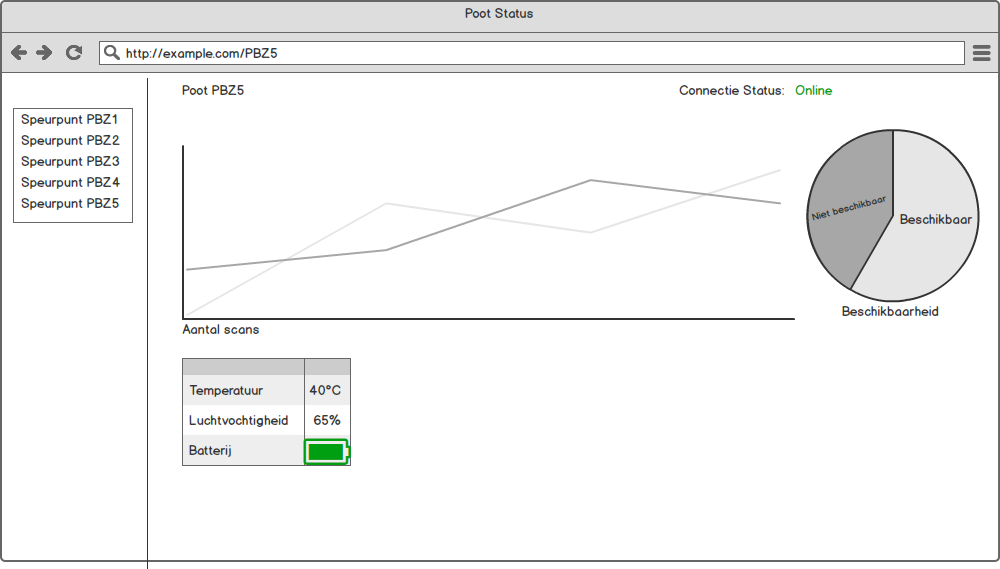 Poot Status
http://example.com/PBZ5
Poot PBZ5
Connectie Status: Online
Speurpunt PBZ1
Speurpunt PBZ2
Speurpunt PBZ3
Speurpunt PBZ4
Speurpunt PBZ5
Niet beschikbaar
Beschikbaar
Beschikbaarheid
Aantal scans
Temperatuur 40°C
Luchtvochtigheid 65%
Batterij